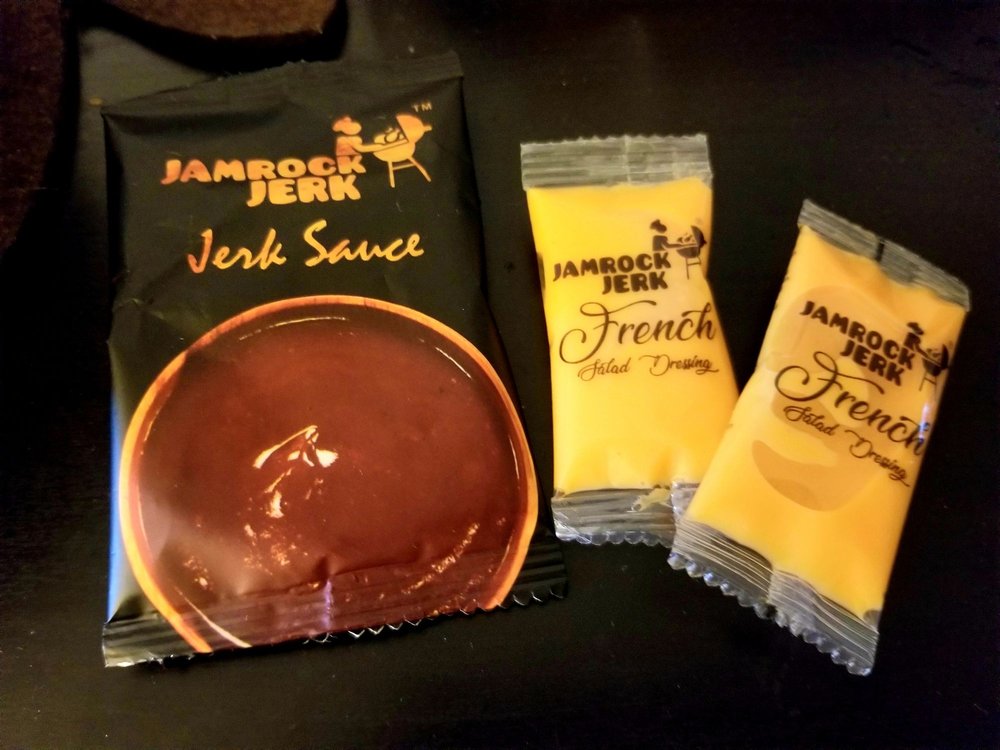 JAMROCK
JERK
TM
Jerk Sauce
JAMROCK
JERK
French
Salad Dressing
JAMROCK
JERK
French
Salad Dressing